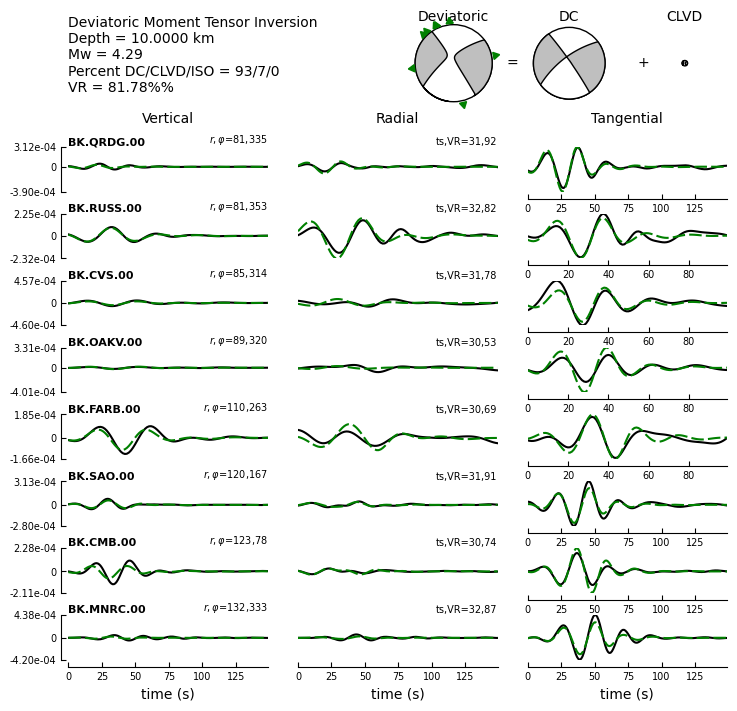 Deviatoric Moment Tensor Inversion
Depth = 10.0000 km
Mw = 4.29
Percent DC/CLVD/ISO = 93/7/0
VR = 81.78%%
Deviatoric DC CLVD
= +
Vertical Radial Tangential
BK.QRDG.00 r,φ=81,335 ts,VR=31,92
3.12e-04
0
-3.90e-04
0 25 50 75 100 125
BK.RUSS.00 r,φ=81,353 ts,VR=32,82
2.25e-04
0
-2.32e-04
0 20 40 60 80
BK.CVS.00 r,φ=85,314 ts,VR=31,78
4.57e-04
0
-4.60e-04
0 20 40 60 80
BK.OAKV.00 r,φ=89,320 ts,VR=30,53
3.31e-04
0
-4.01e-04
0 20 40 60 80
BK.FARB.00 r,φ=110,263 ts,VR=30,69
1.85e-04
0
-1.66e-04
0 20 40 60 80
BK.SAO.00 r,φ=120,167 ts,VR=31,91
3.13e-04
0
-2.80e-04
0 25 50 75 100 125
BK.CMB.00 r,φ=123,78 ts,VR=30,74
2.28e-04
0
-2.11e-04
0 25 50 75 100 125
BK.MNRC.00 r,φ=132,333 ts,VR=32,87
4.38e-04
0
-4.20e-04
0 25 50 75 100 125 0 25 50 75 100 125 0 25 50 75 100 125
time (s) time (s) time (s)